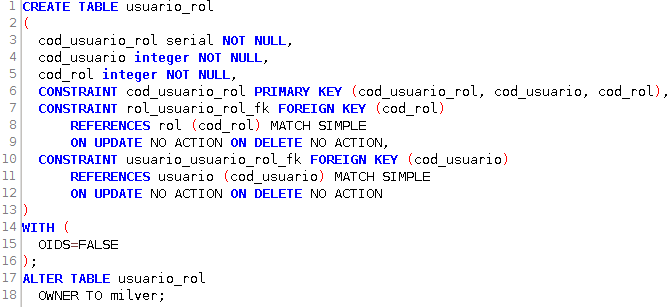 1 CREATE TABLE usuario_rol
2 (
3   cod_usuario_rol serial NOT NULL,
4   cod_usuario integer NOT NULL,
5   cod_rol integer NOT NULL,
6   CONSTRAINT cod_usuario_rol PRIMARY KEY (cod_usuario_rol, cod_usuario, cod_rol),
7   CONSTRAINT rol_usuario_rol_fk FOREIGN KEY (cod_rol)
8       REFERENCES rol (cod_rol) MATCH SIMPLE
9       ON UPDATE NO ACTION ON DELETE NO ACTION,
10   CONSTRAINT usuario_usuario_rol_fk FOREIGN KEY (cod_usuario)
11       REFERENCES usuario (cod_usuario) MATCH SIMPLE
12       ON UPDATE NO ACTION ON DELETE NO ACTION
13 )
14 WITH (
15   OIDS=FALSE
16 );
17 ALTER TABLE usuario_rol
18   OWNER TO milver;